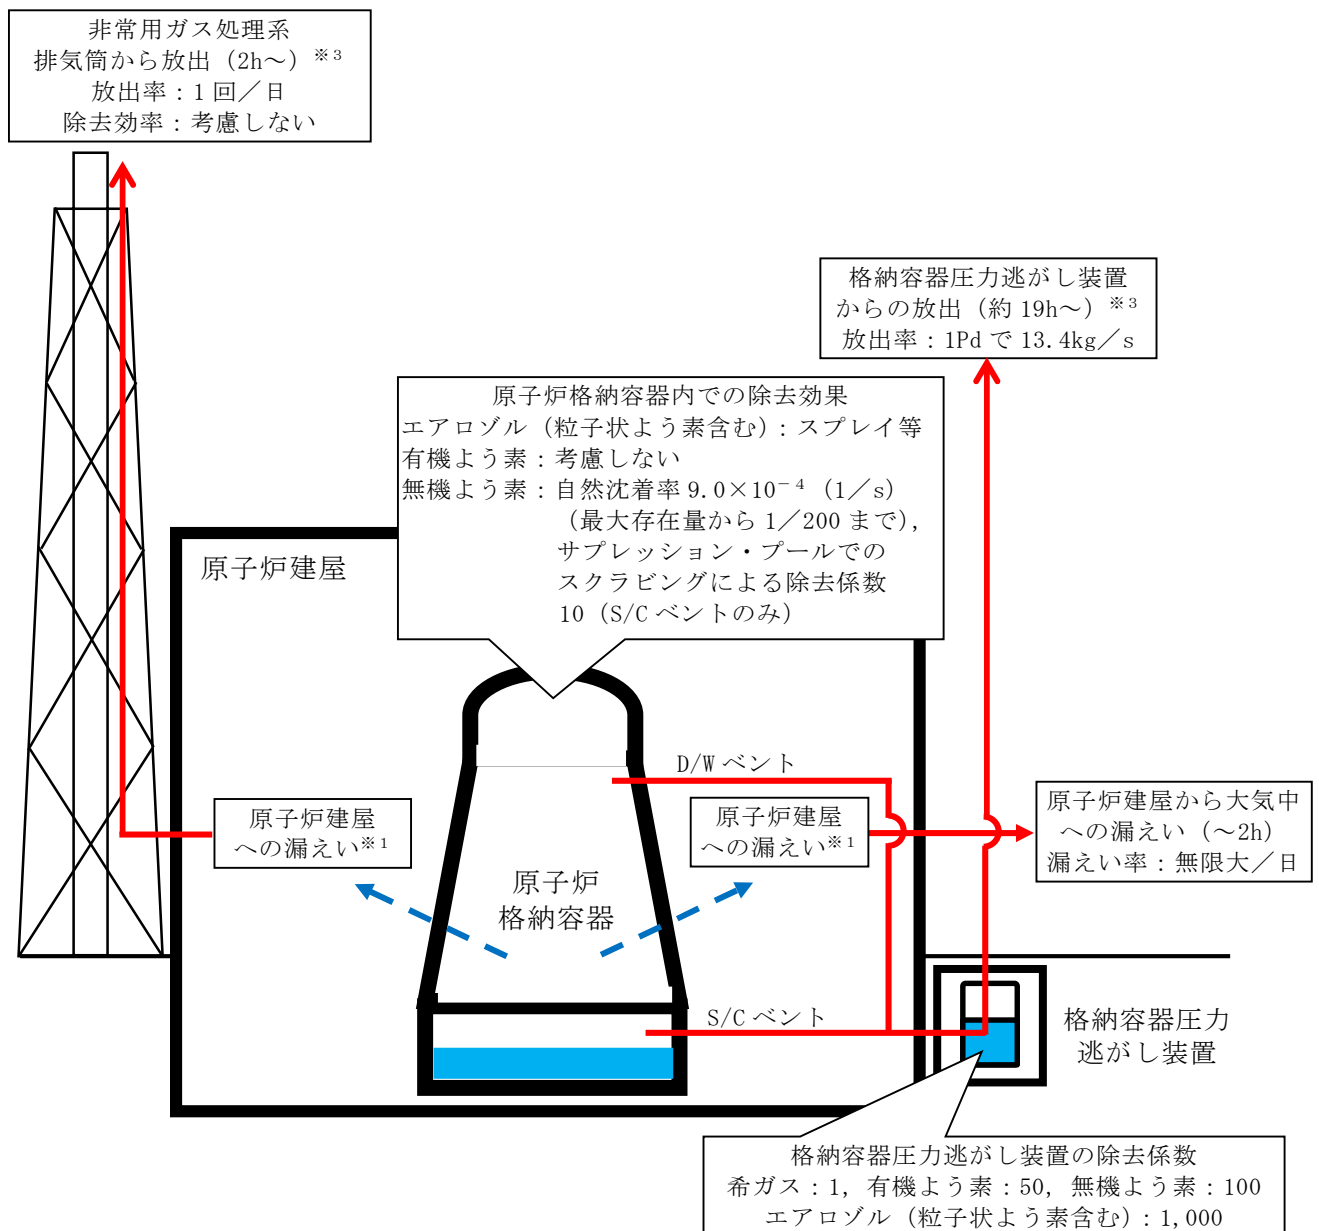 非常用ガス処理系
排気筒から放出（2h～）※3
放出率：1回／日
除去効率：考慮しない
格納容器圧力逃がし装置
からの放出（約19h～）※3
放出率：1Pdで13.4kg／s
原子炉格納容器内での除去効果
エアロゾル（粒子状よう素含む）：スプレイ等
有機よう素：考慮しない
無機よう素：自然沈着率9.0×10⁻⁴（1／s）
（最大存在量から1／200まで），
サプレッション・プールでの
スクラビングによる除去係数
10（S/Cベントのみ）
原子炉建屋
D/Wベント
原子炉建屋
への漏えい※1
原子炉建屋
への漏えい※1
原子炉建屋から大気中
への漏えい（～2h）
漏えい率：無限大／日
原子炉
格納容器
S/Cベント
格納容器圧力
逃がし装置
格納容器圧力逃がし装置の除去係数
希ガス：1，有機よう素：50，無機よう素：100
エアロゾル（粒子状よう素含む）：1,000